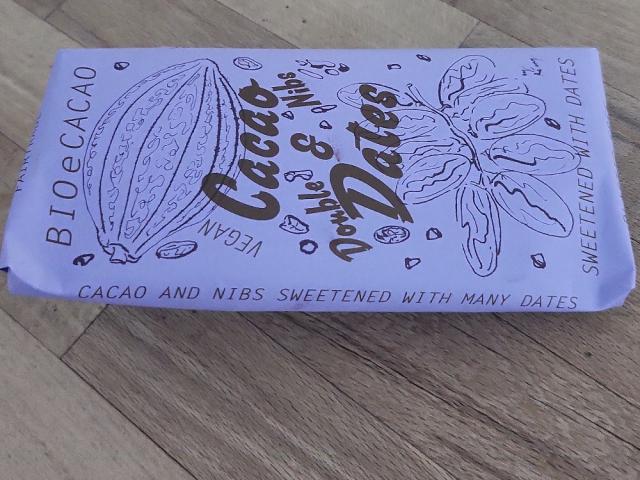 BIOeCACAO
VEGAN
Cacao
& Nibs
Double
Dates
SWEETENED WITH DATES
CACAO AND NIBS SWEETENED WITH MANY DATES